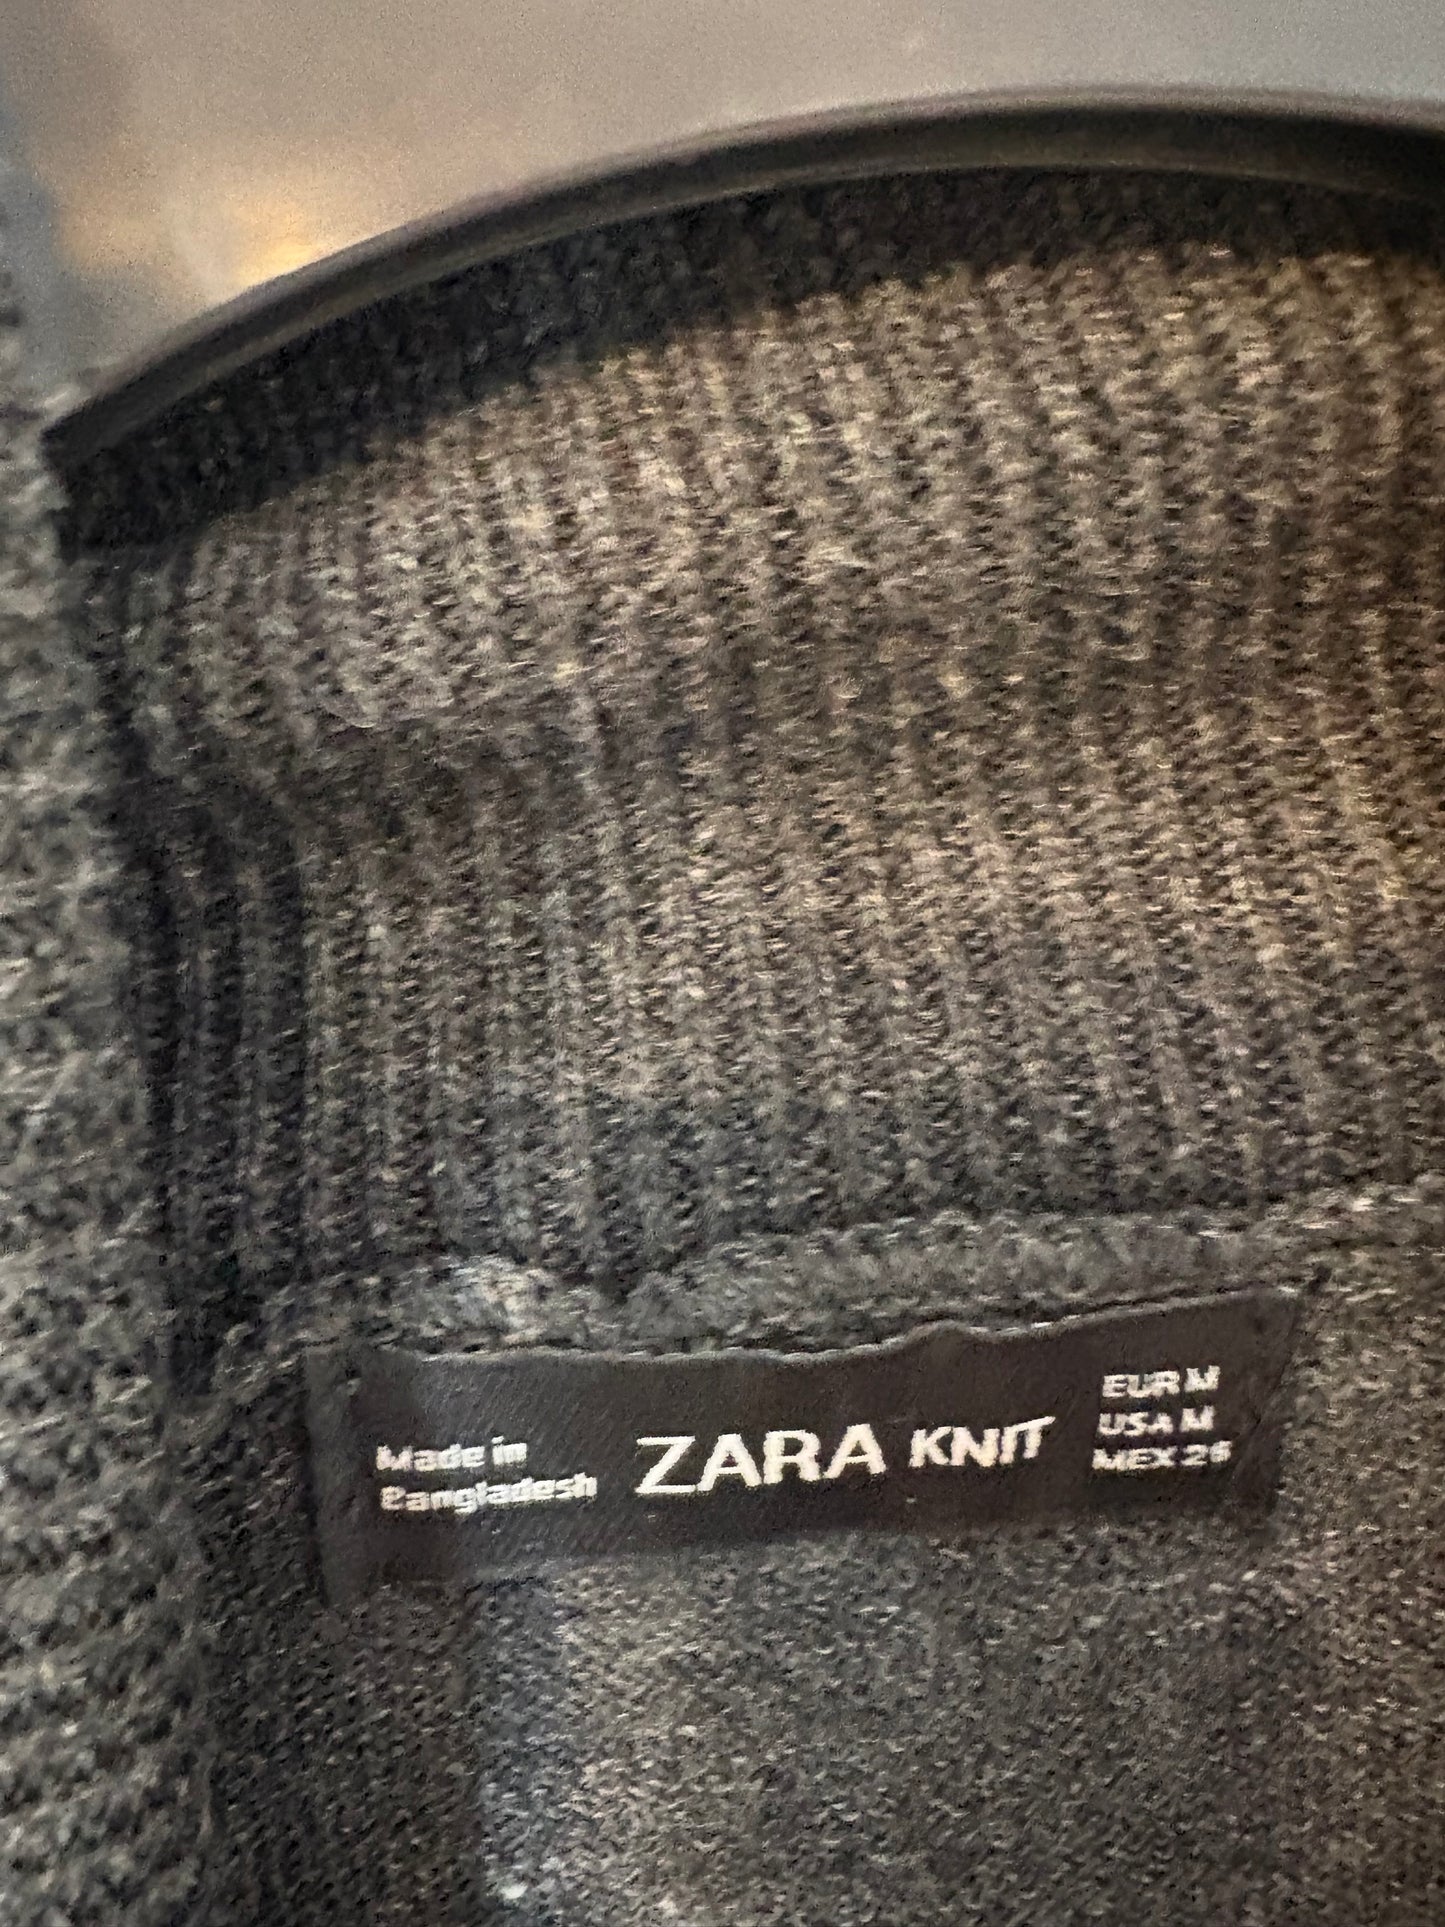 Made in
Bangladesh
ZARA KNIT
EUR M
USA M
MEX 26